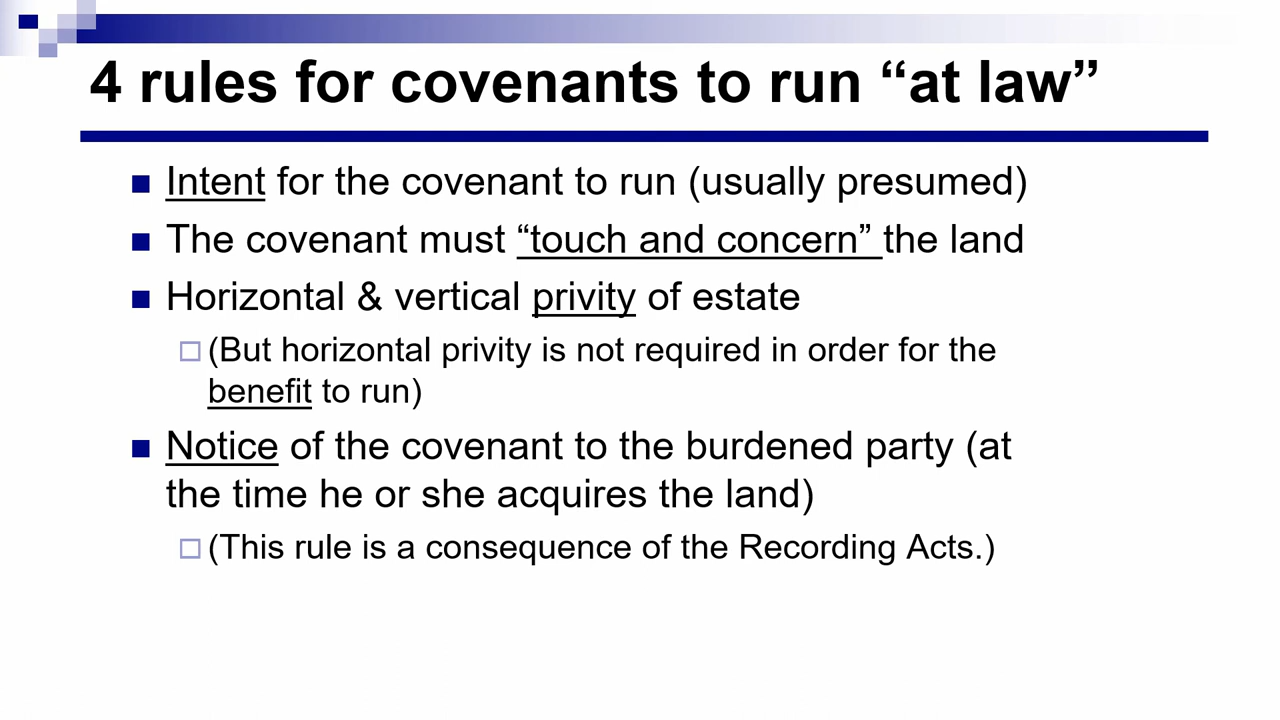 4 rules for covenants to run “at law”
Intent for the covenant to run (usually presumed)
The covenant must “touch and concern” the land
Horizontal & vertical privity of estate
(But horizontal privity is not required in order for the
benefit to run)
Notice of the covenant to the burdened party (at
the time he or she acquires the land)
(This rule is a consequence of the Recording Acts.)